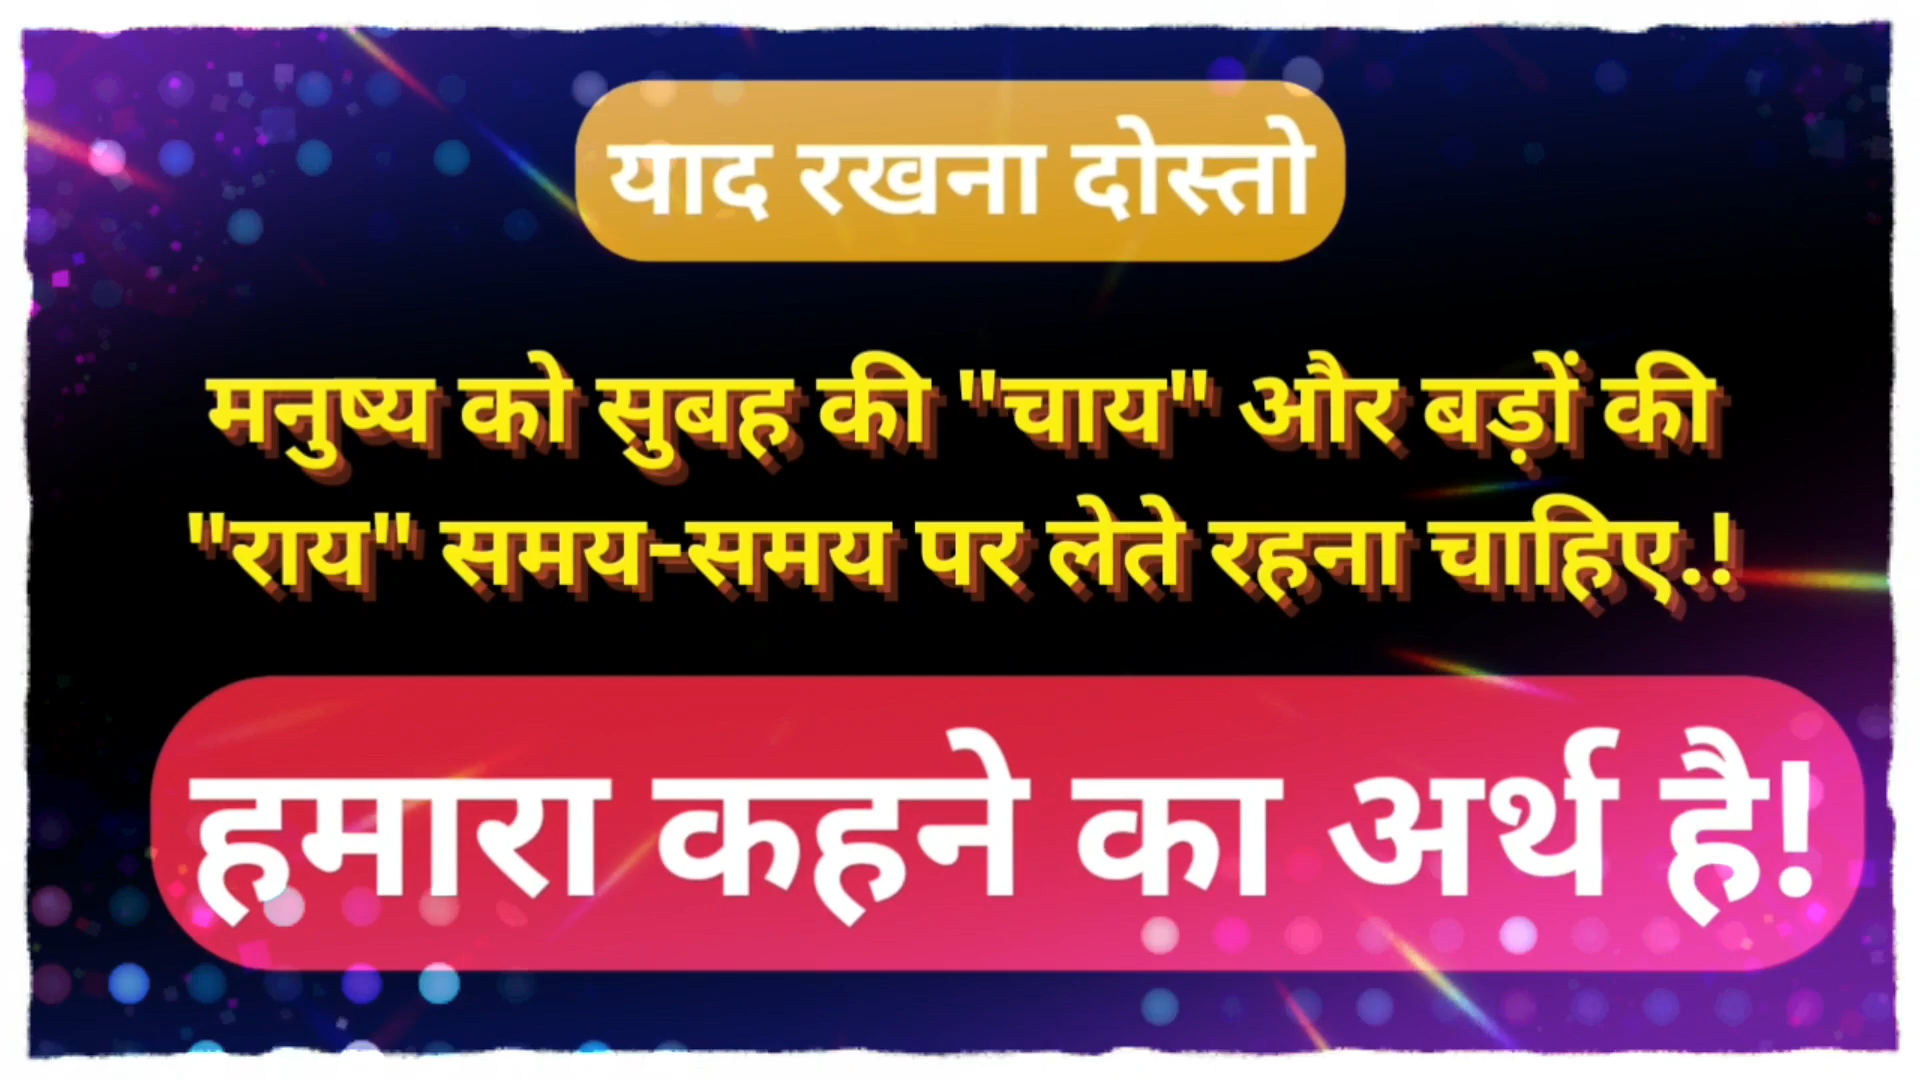 याद रखना दोस्तो
मनुष्य को सुबह की "चाय" और बड़ों की
"राय" समय-समय पर लेते रहना चाहिए.!
हमारा कहने का अर्थ है!